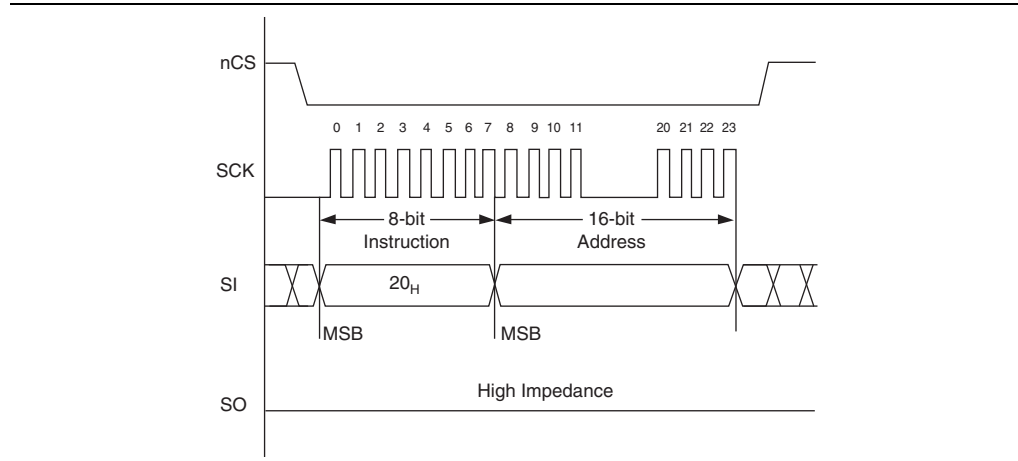 nCS
0 1 2 3 4 5 6 7 8 9 10 11 20 21 22 23
SCK
8-bit 16-bit
Instruction Address
SI 20H
MSB MSB
High Impedance
SO